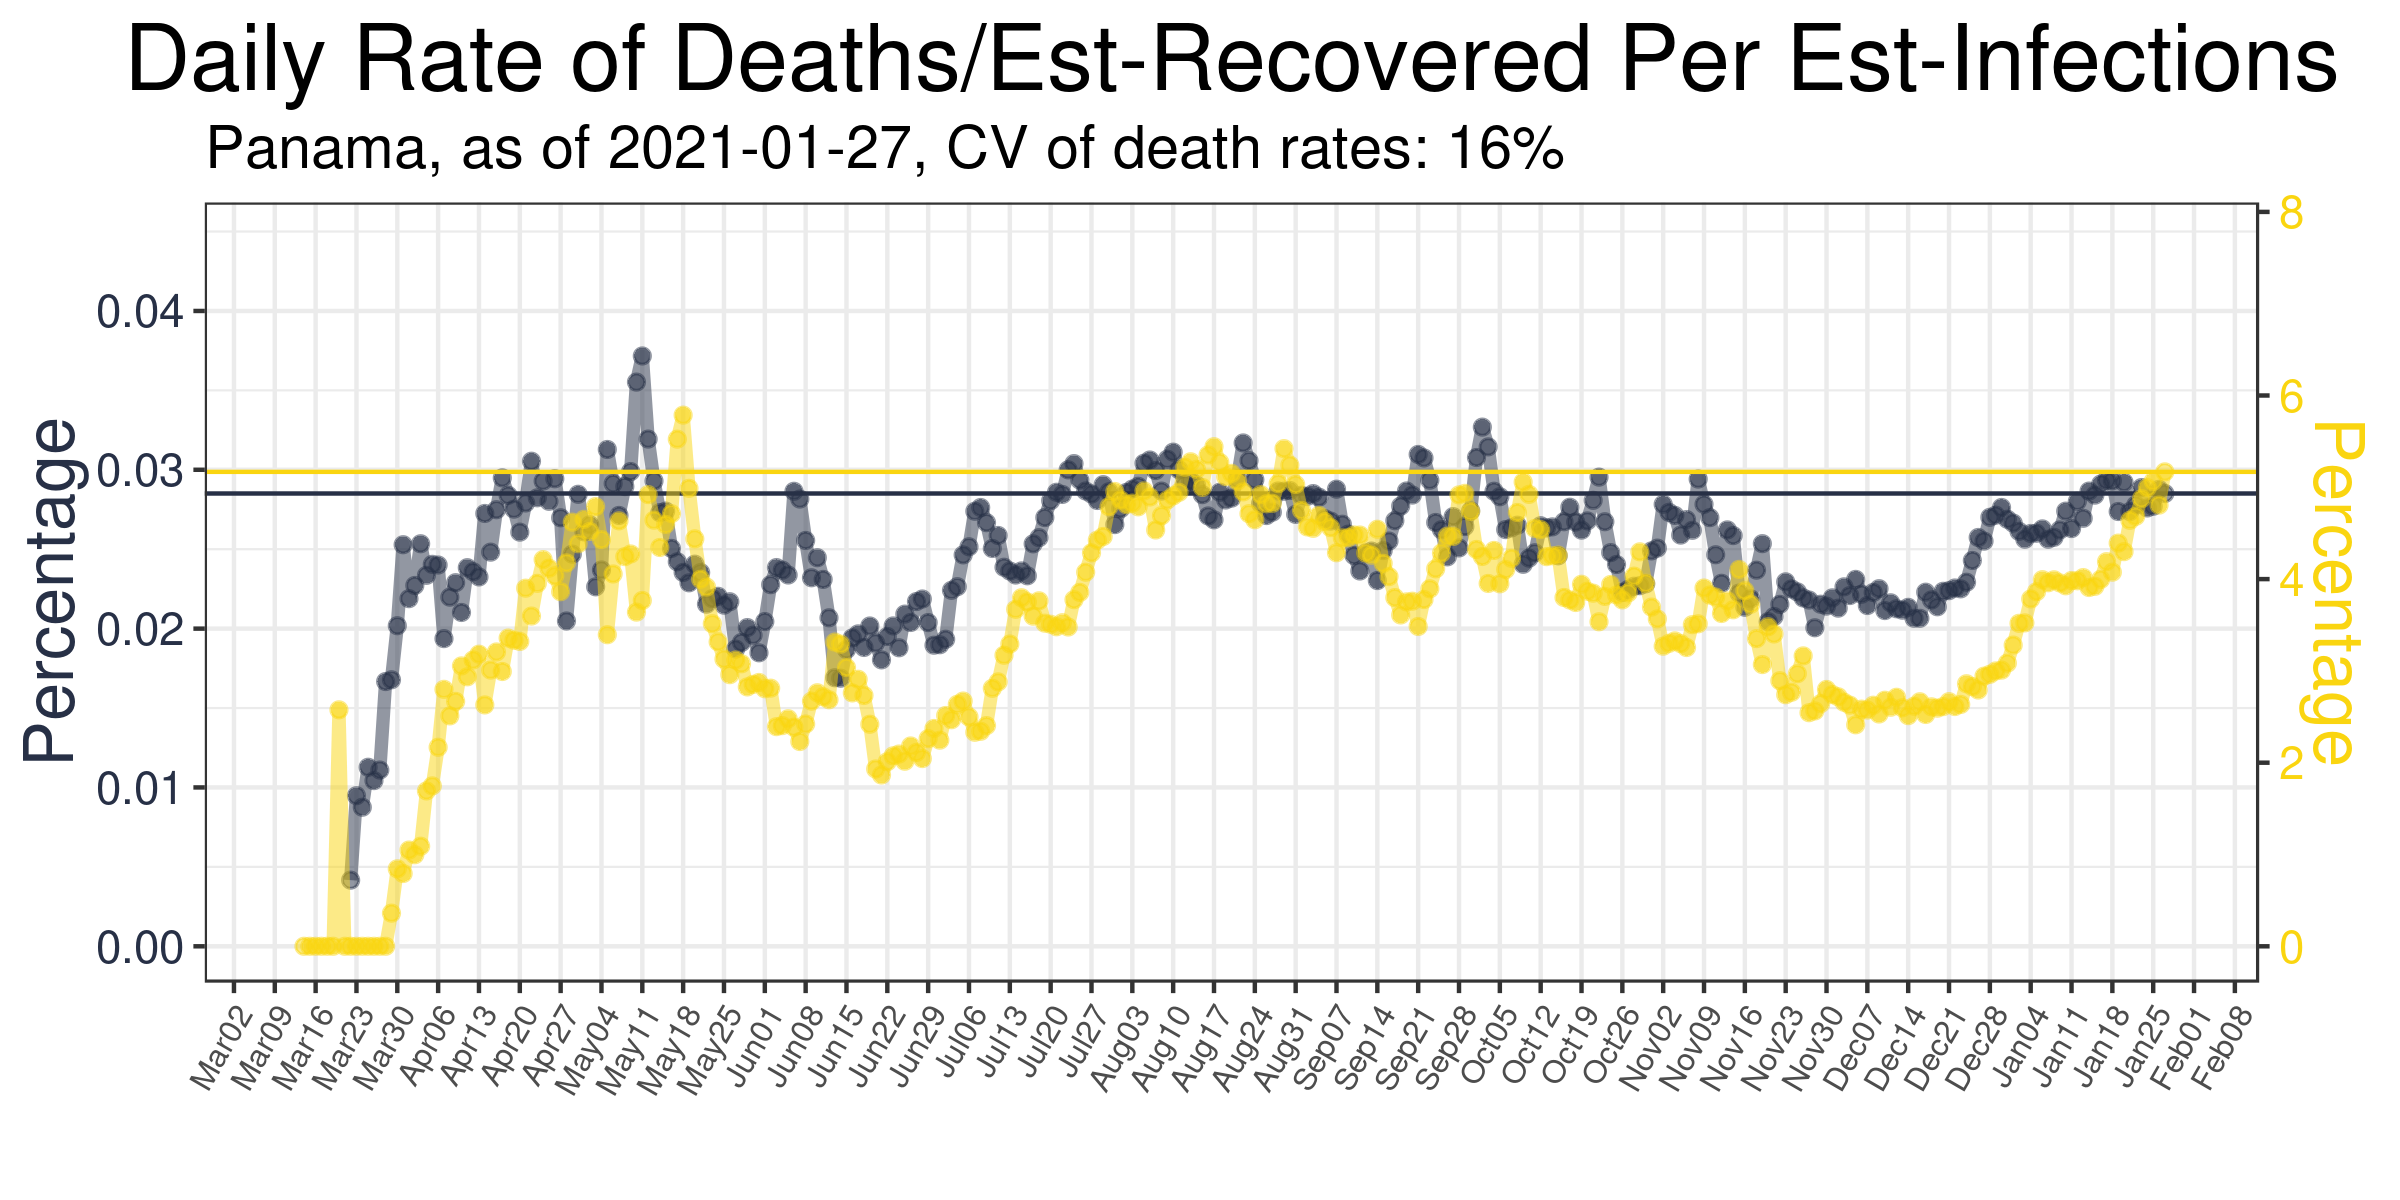 Daily Rate of Deaths/Est-Recovered Per Est-Infections
Panama, as of 2021-01-27, CV of death rates: 16%
Percentage
0.04
0.03
0.02
0.01
0.00
8
6
4
2
0
Percentage
Mar02
Mar09
Mar16
Mar23
Mar30
Apr06
Apr13
Apr20
Apr27
May04
May11
May18
May25
Jun01
Jun08
Jun15
Jun22
Jun29
Jul06
Jul13
Jul20
Jul27
Aug03
Aug10
Aug17
Aug24
Aug31
Sep07
Sep14
Sep21
Sep28
Oct05
Oct12
Oct19
Oct26
Nov02
Nov09
Nov16
Nov23
Nov30
Dec07
Dec14
Dec21
Dec28
Jan04
Jan11
Jan18
Jan25
Feb01
Feb08